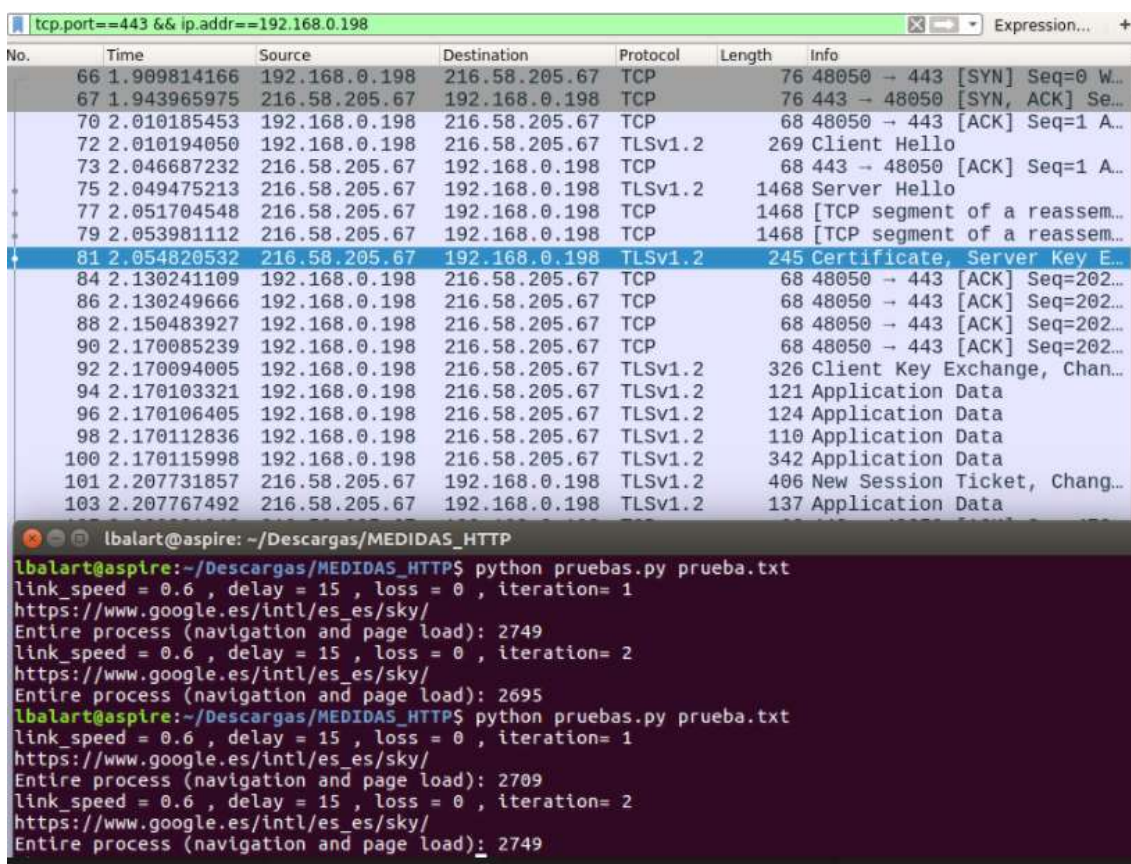 tcp.port==443 && ip.addr==192.168.0.198 Expression... +
No. Time Source Destination Protocol Length Info
66 1.909814166 192.168.0.198 216.58.205.67 TCP 76 48050 → 443 [SYN] Seq=0 W…
67 1.943965975 216.58.205.67 192.168.0.198 TCP 76 443 → 48050 [SYN, ACK] Se…
70 2.010185453 192.168.0.198 216.58.205.67 TCP 68 48050 → 443 [ACK] Seq=1 A…
72 2.010194050 192.168.0.198 216.58.205.67 TLSv1.2 269 Client Hello
73 2.046687232 216.58.205.67 192.168.0.198 TCP 68 443 → 48050 [ACK] Seq=1 A…
75 2.049475213 216.58.205.67 192.168.0.198 TLSv1.2 1468 Server Hello
77 2.051704548 216.58.205.67 192.168.0.198 TCP 1468 [TCP segment of a reassem…
79 2.053981112 216.58.205.67 192.168.0.198 TCP 1468 [TCP segment of a reassem…
81 2.054820532 216.58.205.67 192.168.0.198 TLSv1.2 245 Certificate, Server Key E…
84 2.130241109 192.168.0.198 216.58.205.67 TCP 68 48050 → 443 [ACK] Seq=202…
86 2.130249666 192.168.0.198 216.58.205.67 TCP 68 48050 → 443 [ACK] Seq=202…
88 2.150483927 192.168.0.198 216.58.205.67 TCP 68 48050 → 443 [ACK] Seq=202…
90 2.170085239 192.168.0.198 216.58.205.67 TCP 68 48050 → 443 [ACK] Seq=202…
92 2.170094005 192.168.0.198 216.58.205.67 TLSv1.2 326 Client Key Exchange, Chan…
94 2.170103321 192.168.0.198 216.58.205.67 TLSv1.2 121 Application Data
96 2.170106405 192.168.0.198 216.58.205.67 TLSv1.2 124 Application Data
98 2.170112836 192.168.0.198 216.58.205.67 TLSv1.2 110 Application Data
100 2.170115998 192.168.0.198 216.58.205.67 TLSv1.2 342 Application Data
101 2.207731857 216.58.205.67 192.168.0.198 TLSv1.2 406 New Session Ticket, Chang…
103 2.207767492 216.58.205.67 192.168.0.198 TLSv1.2 137 Application Data
lbalart@aspire: ~/Descargas/MEDIDAS_HTTP
lbalart@aspire:~/Descargas/MEDIDAS_HTTP$ python pruebas.py prueba.txt
link_speed = 0.6 , delay = 15 , loss = 0 , iteration= 1
https://www.google.es/intl/es_es/sky/
Entire process (navigation and page load): 2749
link_speed = 0.6 , delay = 15 , loss = 0 , iteration= 2
https://www.google.es/intl/es_es/sky/
Entire process (navigation and page load): 2695
lbalart@aspire:~/Descargas/MEDIDAS_HTTP$ python pruebas.py prueba.txt
link_speed = 0.6 , delay = 15 , loss = 0 , iteration= 1
https://www.google.es/intl/es_es/sky/
Entire process (navigation and page load): 2709
link_speed = 0.6 , delay = 15 , loss = 0 , iteration= 2
https://www.google.es/intl/es_es/sky/
Entire process (navigation and page load): 2749